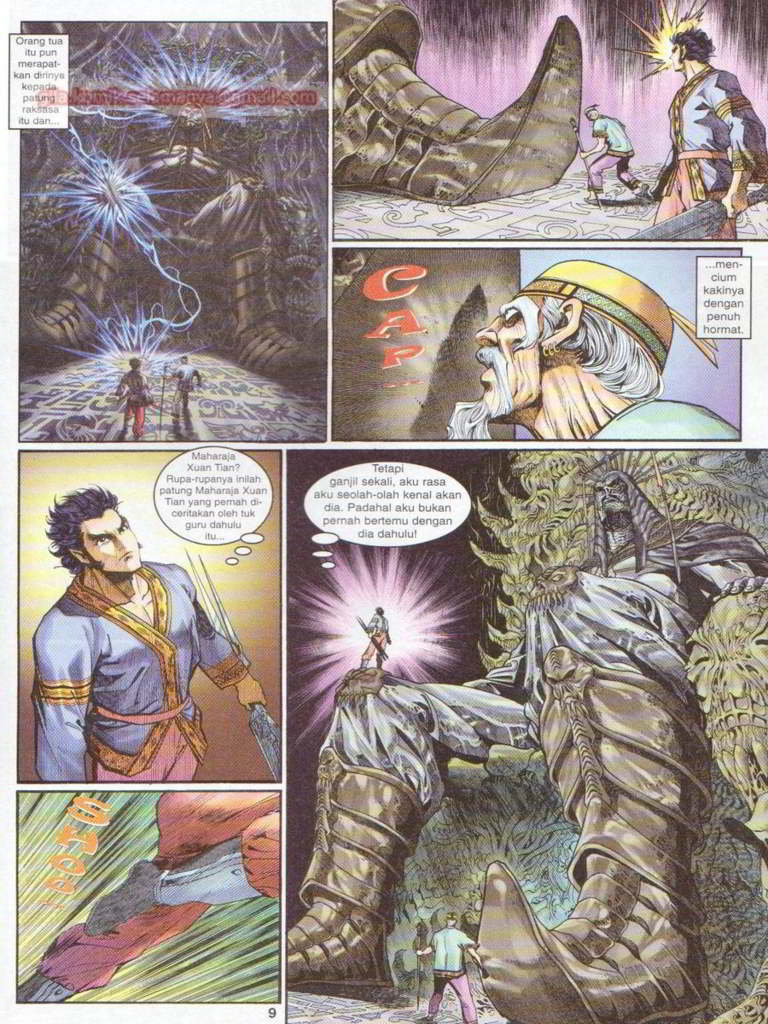 Orang tua
itu pun
merapat-
kan dirinya
kepada
patung
raksasa
itu dan...
CAP...
...men-
cium
kakinya
dengan
penuh
hormat.
Maharaja
Xuan Tian?
Rupa-rupanya inilah
patung Maharaja Xuan
Tian yang pernah di-
ceritakan oleh tuk
guru dahulu
itu...
Tetapi
ganjil sekali, aku rasa
aku seolah-olah kenal akan
dia. Padahal aku bukan
pernah bertemu dengan
dia dahulu!
9